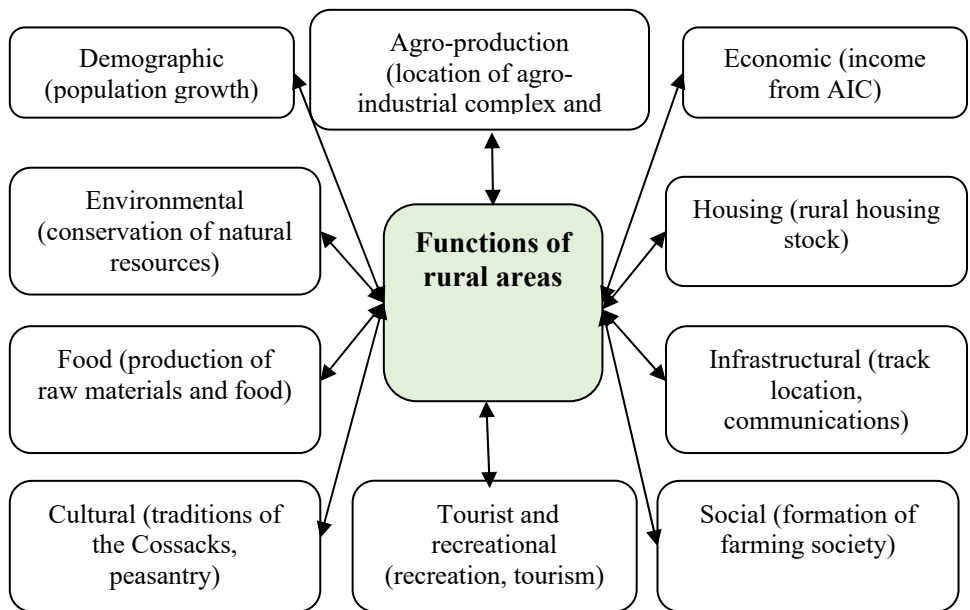 Demographic
(population growth)
Agro-production
(location of agro-
industrial complex and
Economic (income
from AIC)
Environmental
(conservation of natural
resources)
Functions of
rural areas
Housing (rural housing
stock)
Food (production of
raw materials and food)
Infrastructural (track
location,
communications)
Cultural (traditions of
the Cossacks,
peasantry)
Tourist and
recreational
(recreation, tourism)
Social (formation of
farming society)